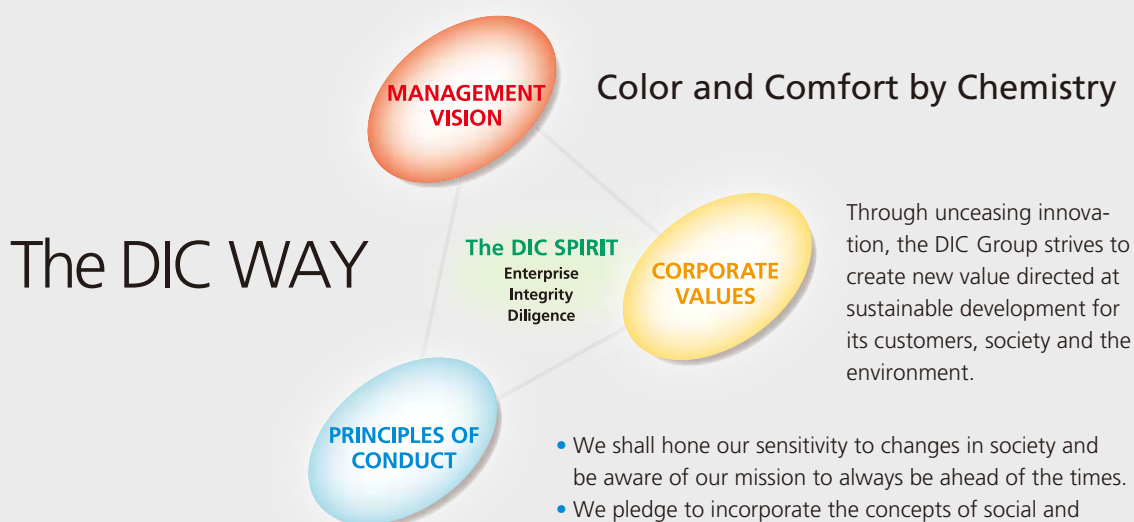 MANAGEMENT
VISION
Color and Comfort by Chemistry
The DIC WAY
The DIC SPIRIT
Enterprise
Integrity
Diligence
CORPORATE
VALUES
Through unceasing innova-
tion, the DIC Group strives to
create new value directed at
sustainable development for
its customers, society and the
environment.
PRINCIPLES OF
CONDUCT
• We shall hone our sensitivity to changes in society and
be aware of our mission to always be ahead of the times.
• We pledge to incorporate the concepts of social and